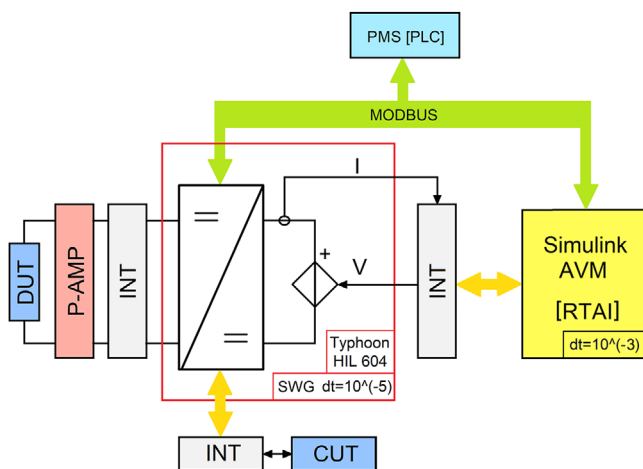 PMS [PLC]
MODBUS
I
DUT
P-AMP
INT
=
=
+
V
INT
Simulink
AVM
[RTAI]
dt=10^(-3)
Typhoon
HIL 604
SWG dt=10^(-5)
INT
CUT